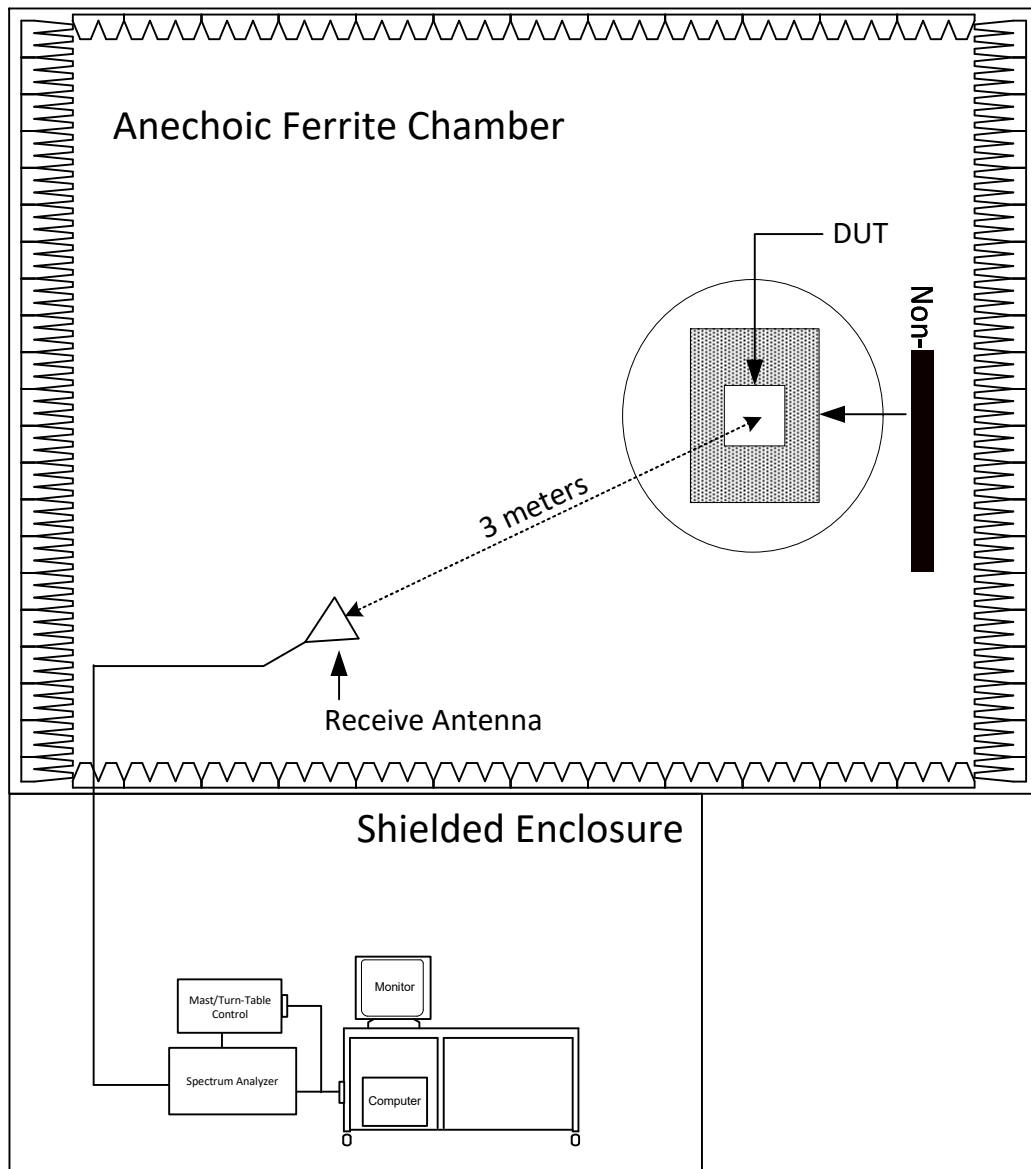 Anechoic Ferrite Chamber
DUT
Non-
3 meters
Receive Antenna
Shielded Enclosure
Monitor
Mast/Turn-Table
Control
Spectrum Analyzer
Computer